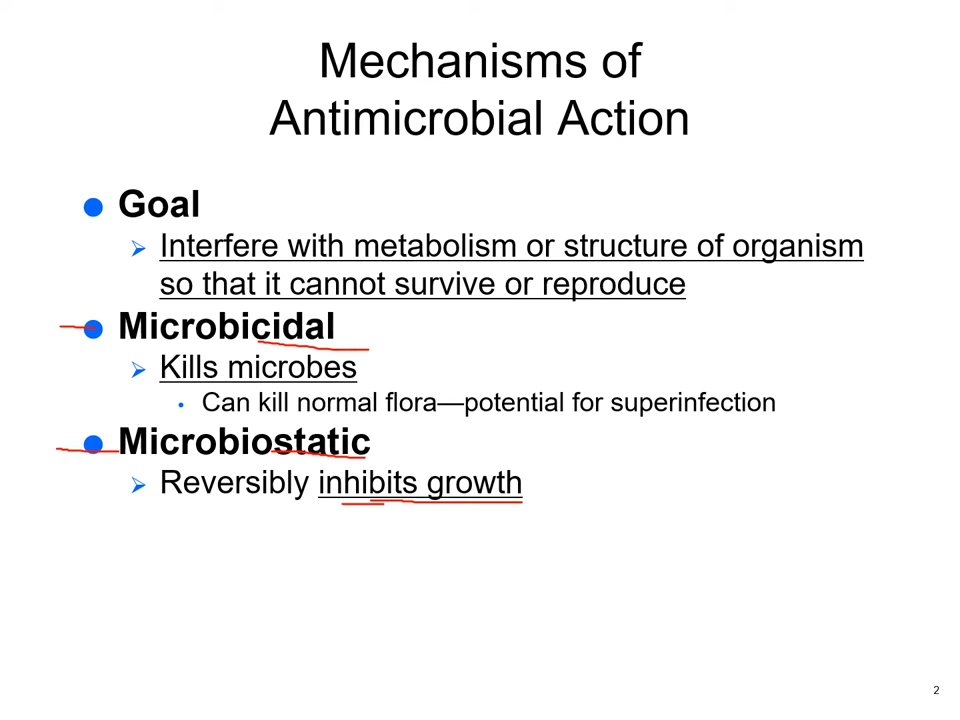 Mechanisms of
Antimicrobial Action
Goal
Interfere with metabolism or structure of organism
so that it cannot survive or reproduce
Microbicidal
Kills microbes
Can kill normal flora—potential for superinfection
Microbiostatic
Reversibly inhibits growth
2